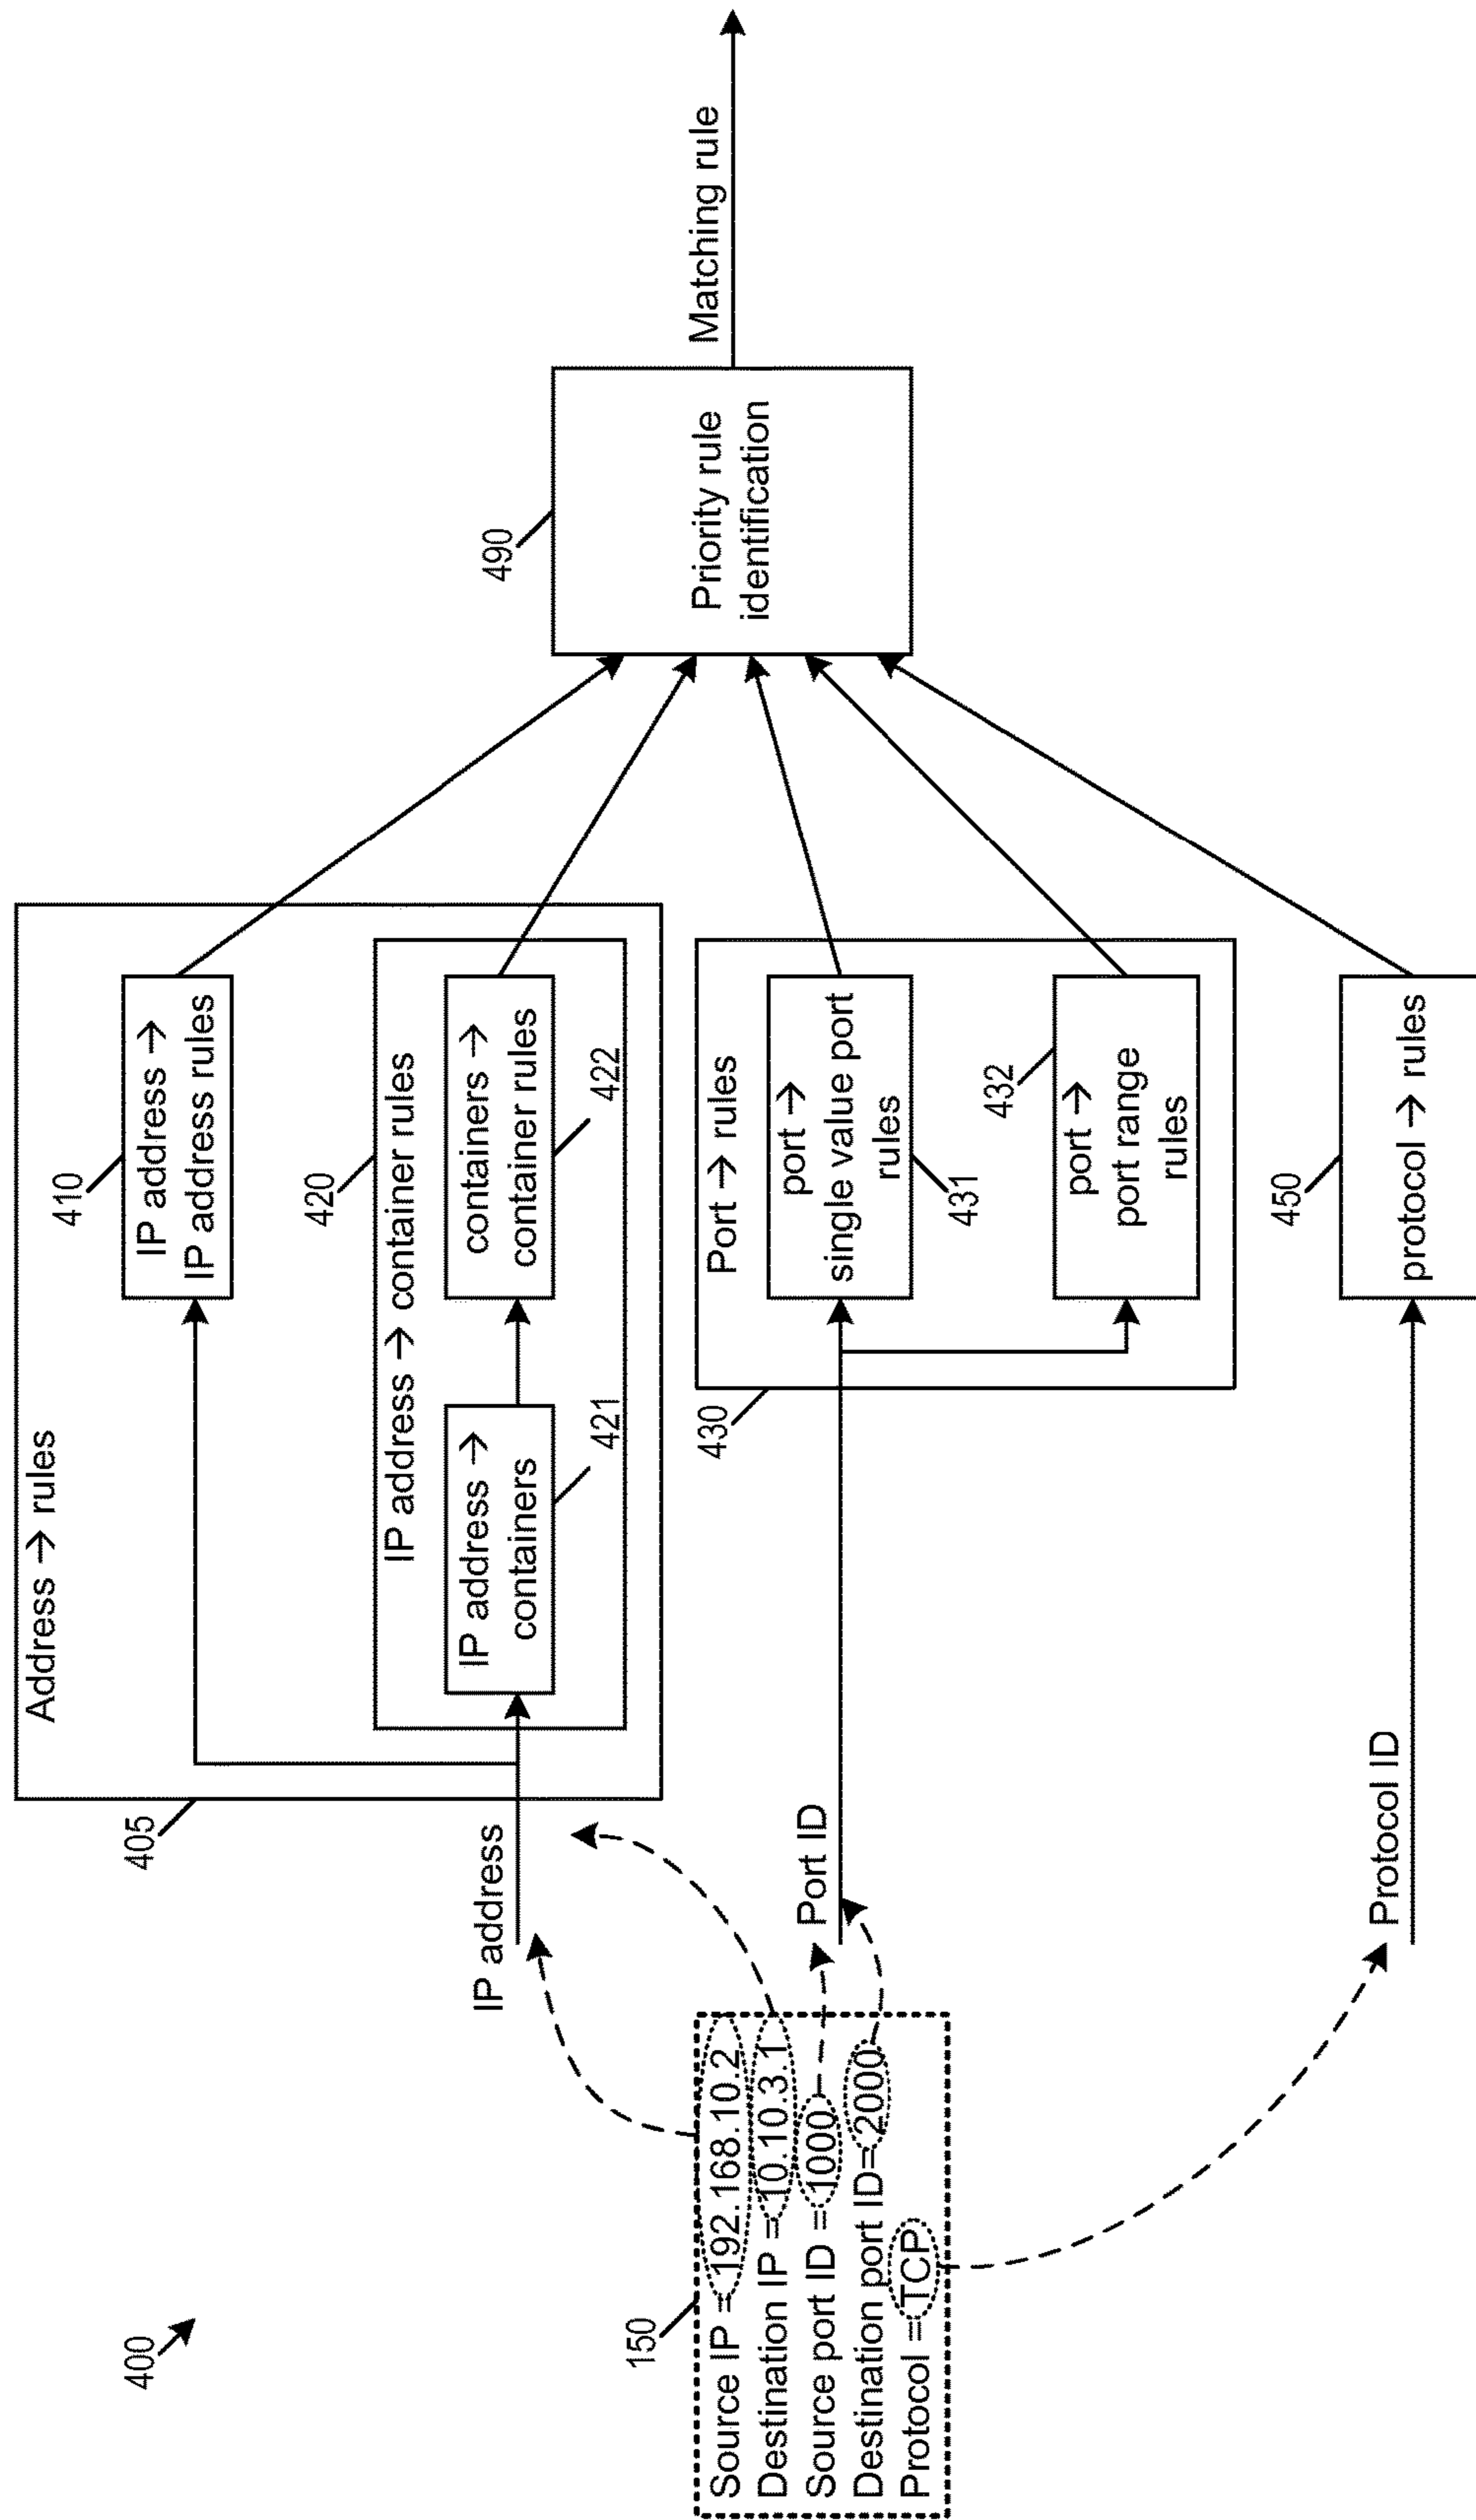 400
150
Source IP = 192.168.10.2
Destination IP = 10.10.3.1
Source port ID = 1000
Destination port ID= 2000
Protocol = TCP
IP address
Port ID
Protocol ID
405
Address → rules
410
IP address →
IP address rules
420
IP address → container rules
IP address →
containers
421
containers →
container rules
422
430
Port → rules
port →
single value port
rules
431
432
port →
port range
rules
450
protocol → rules
490
Priority rule
identification
Matching rule